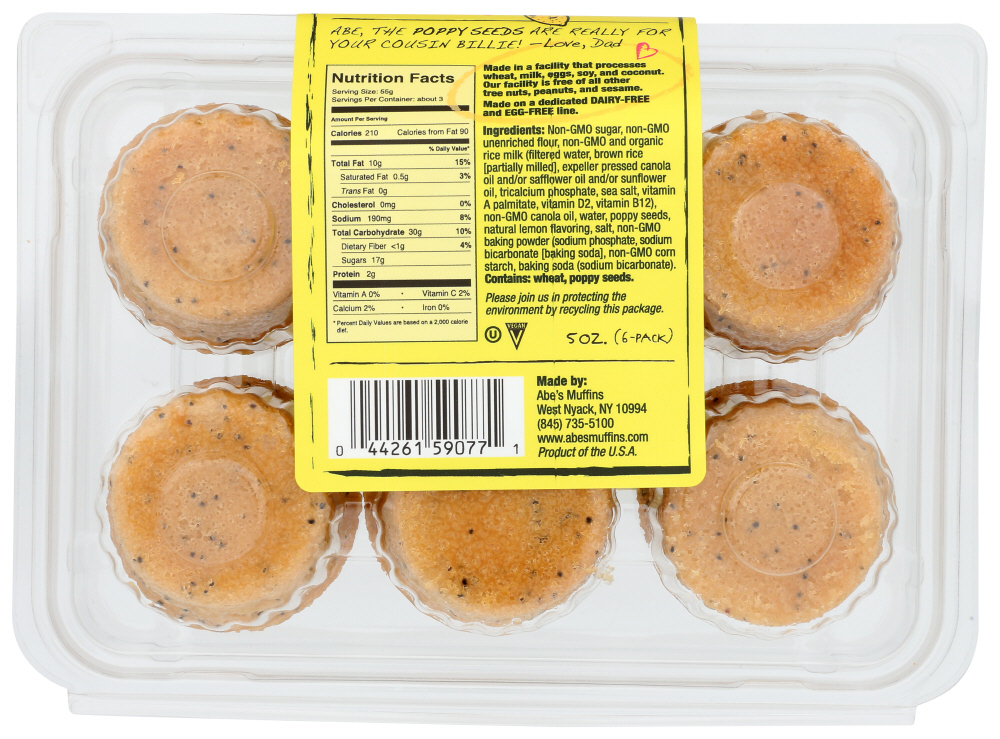 ABE, THE POPPY SEEDS ARE REALLY FOR
YOUR COUSIN BILLIE! -Love, Dad
Nutrition Facts
Serving Size: 55g
Servings Per Container: about 3
Amount Per Serving
Calories 210 Calories from Fat 90
% Daily Value*
Total Fat 10g 15%
Saturated Fat 0.5g 3%
Trans Fat 0g
Cholesterol 0mg 0%
Sodium 190mg 8%
Total Carbohydrate 30g 10%
Dietary Fiber <1g 4%
Sugars 17g
Protein 2g
Vitamin A 0% • Vitamin C 2%
Calcium 2% • Iron 0%
* Percent Daily Values are based on a 2,000 calorie
diet.
Made in a facility that processes
wheat, milk, eggs, soy, and coconut.
Our facility is free of all other
tree nuts, peanuts, and sesame.
Made on a dedicated DAIRY-FREE
and EGG-FREE line.
Ingredients: Non-GMO sugar, non-GMO
unenriched flour, non-GMO and organic
rice milk (filtered water, brown rice
[partially milled], expeller pressed canola
oil and/or safflower oil and/or sunflower
oil, tricalcium phosphate, sea salt, vitamin
A palmitate, vitamin D2, vitamin B12),
non-GMO canola oil, water, poppy seeds,
natural lemon flavoring, salt, non-GMO
baking powder (sodium phosphate, sodium
bicarbonate [baking soda], non-GMO corn
starch, baking soda (sodium bicarbonate).
Contains: wheat, poppy seeds.
Please join us in protecting the
environment by recycling this package.
U VEGAN V 5 OZ. (6-PACK)
0 44261 59077 1
Made by:
Abe's Muffins
West Nyack, NY 10994
(845) 735-5100
www.abesmuffins.com
Product of the U.S.A.